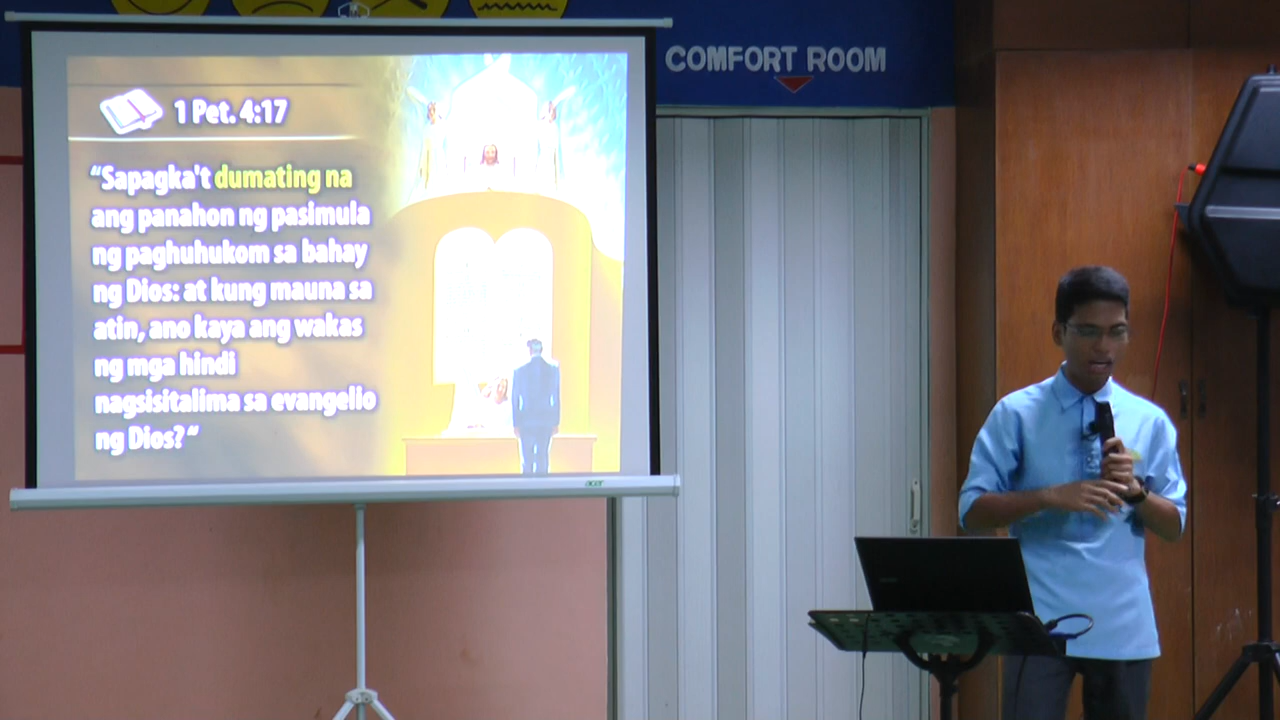 COMFORT ROOM
1 Pet. 4:17
“Sapagka't dumating na
ang panahon ng pasimula
ng paghuhukom sa bahay
ng Dios: at kung mauna sa
atin, ano kaya ang wakas
ng mga hindi
nagsisitalima sa evangelio
ng Dios?“
acer